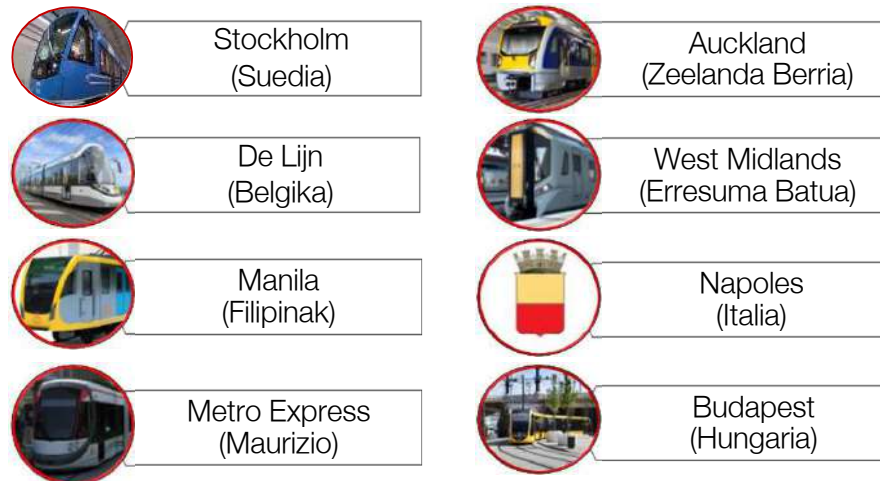 Stockholm
(Suedia)
De Lijn
(Belgika)
Manila
(Filipinak)
Metro Express
(Maurizio)
Auckland
(Zeelanda Berria)
West Midlands
(Erresuma Batua)
Napoles
(Italia)
Budapest
(Hungaria)